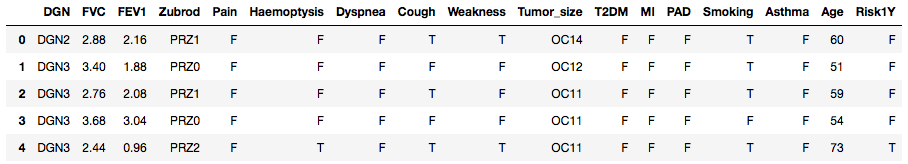 DGN FVC FEV1 Zubrod Pain Haemoptysis Dyspnea Cough Weakness Tumor_size T2DM MI PAD Smoking Asthma Age Risk1Y
0 DGN2 2.88 2.16 PRZ1 F F F T T OC14 F F F T F 60 F
1 DGN3 3.40 1.88 PRZ0 F F F F F OC12 F F F T F 51 F
2 DGN3 2.76 2.08 PRZ1 F F F T F OC11 F F F T F 59 F
3 DGN3 3.68 3.04 PRZ0 F F F F F OC11 F F F F F 54 F
4 DGN3 2.44 0.96 PRZ2 F T F T T OC11 F F F T F 73 T